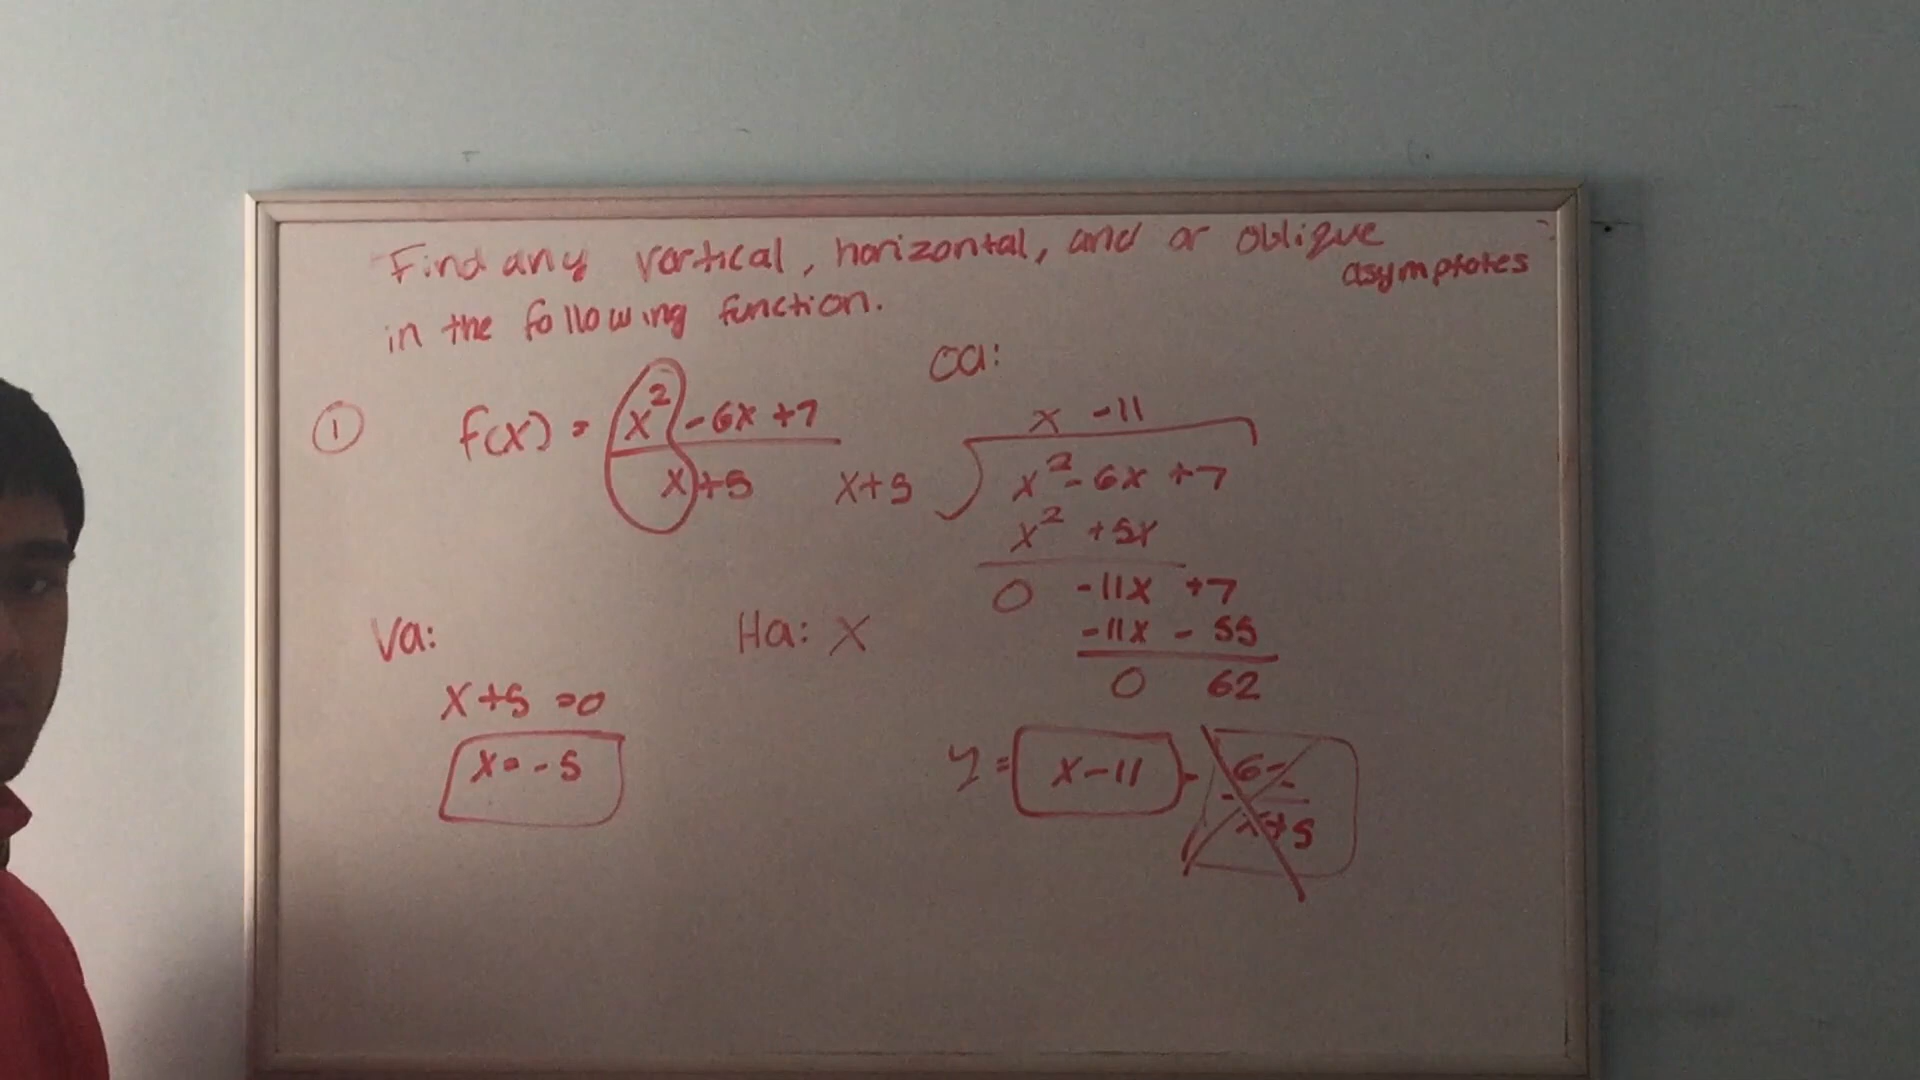 Find any vertical, horizontal, and or oblique asymptotes
in the following function.
① f(x) = x² - 6x + 7
x + 5
Va:
x + 5 = 0
x = - 5
Ha: X
oa:
x - 11
x + 5 x² - 6x + 7
x² + 5x
0 - 11x + 7
- 11x - 55
0 62
y = x - 11 -
x + 5